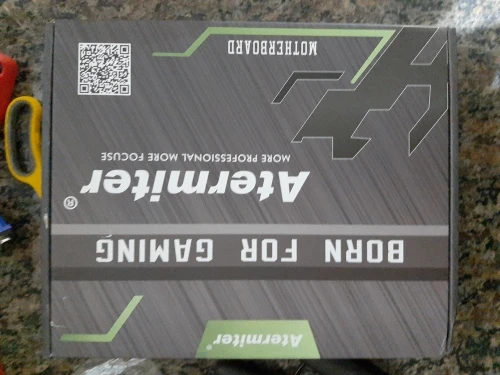 Atermiter®
BORN FOR GAMING
Atermiter®
MORE PROFESSIONAL MORE FOCUSE
MOTHERBOARD